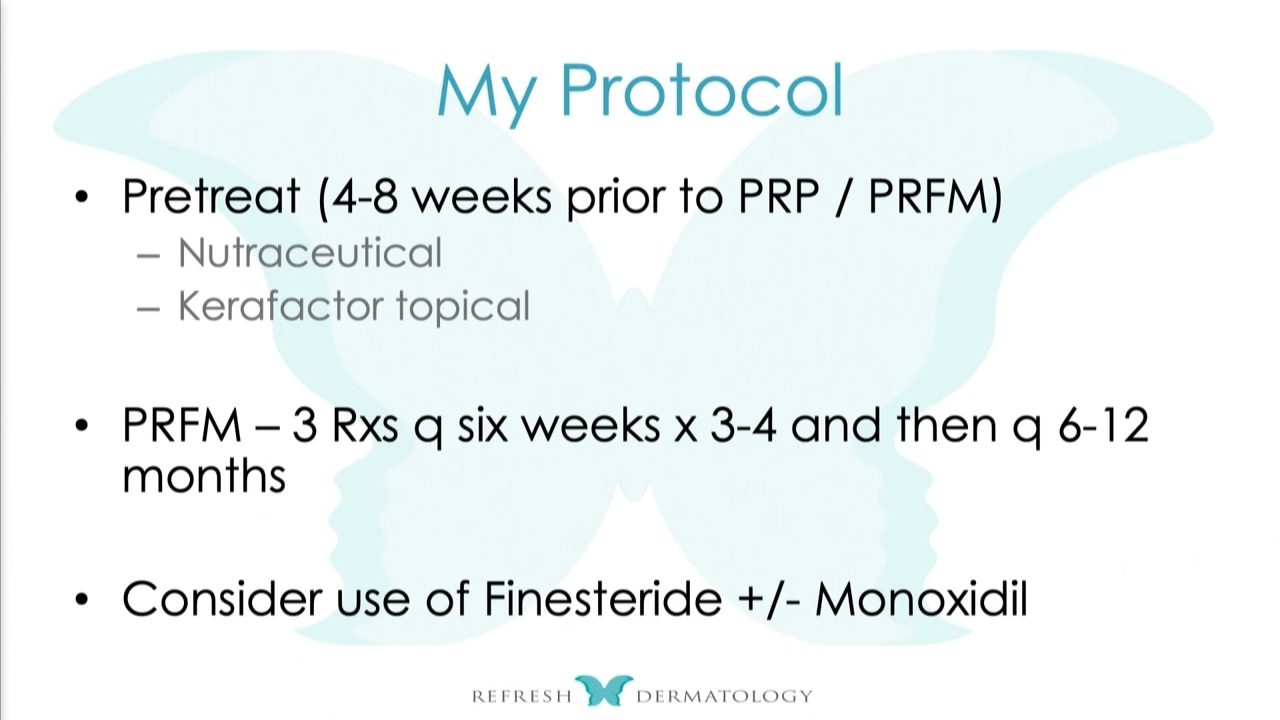 My Protocol
• Pretreat (4-8 weeks prior to PRP / PRFM)
– Nutraceutical
– Kerafactor topical
• PRFM – 3 Rxs q six weeks x 3-4 and then q 6-12
months
• Consider use of Finesteride +/- Monoxidil
REFRESH DERMATOLOGY